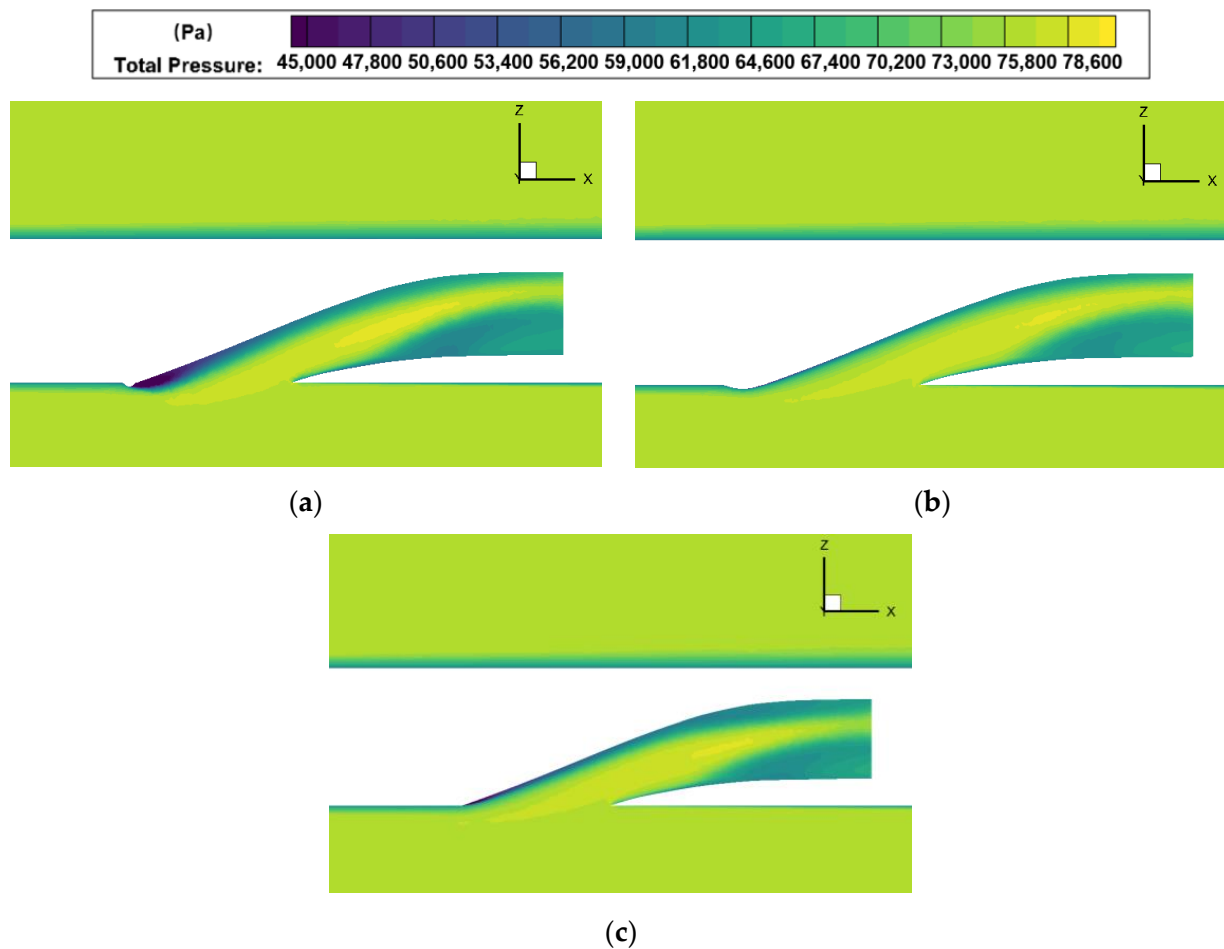 (Pa)
Total Pressure: 45,000 47,800 50,600 53,400 56,200 59,000 61,800 64,600 67,400 70,200 73,000 75,800 78,600
Z Z
Y X Y X
(a) (b)
Z
Y X
(c)